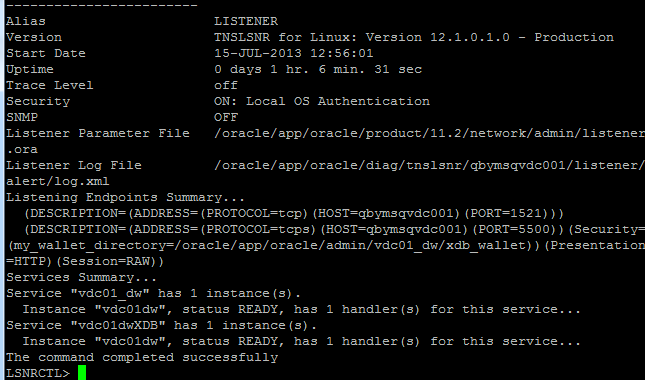 ------------------------
Alias                     LISTENER
Version                   TNSLSNR for Linux: Version 12.1.0.1.0 - Production
Start Date                15-JUL-2013 12:56:01
Uptime                    0 days 1 hr. 6 min. 31 sec
Trace Level               off
Security                  ON: Local OS Authentication
SNMP                      OFF
Listener Parameter File   /oracle/app/oracle/product/11.2/network/admin/listener
.ora
Listener Log File         /oracle/app/oracle/diag/tnslsnr/qbymsqvdc001/listener/
alert/log.xml
Listening Endpoints Summary...
  (DESCRIPTION=(ADDRESS=(PROTOCOL=tcp)(HOST=qbymsqvdc001)(PORT=1521)))
  (DESCRIPTION=(ADDRESS=(PROTOCOL=tcps)(HOST=qbymsqvdc001)(PORT=5500))(Security=
(my_wallet_directory=/oracle/app/oracle/admin/vdc01_dw/xdb_wallet))(Presentation
=HTTP)(Session=RAW))
Services Summary...
Service "vdc01_dw" has 1 instance(s).
  Instance "vdc01dw", status READY, has 1 handler(s) for this service...
Service "vdc01dwXDB" has 1 instance(s).
  Instance "vdc01dw", status READY, has 1 handler(s) for this service...
The command completed successfully
LSNRCTL>